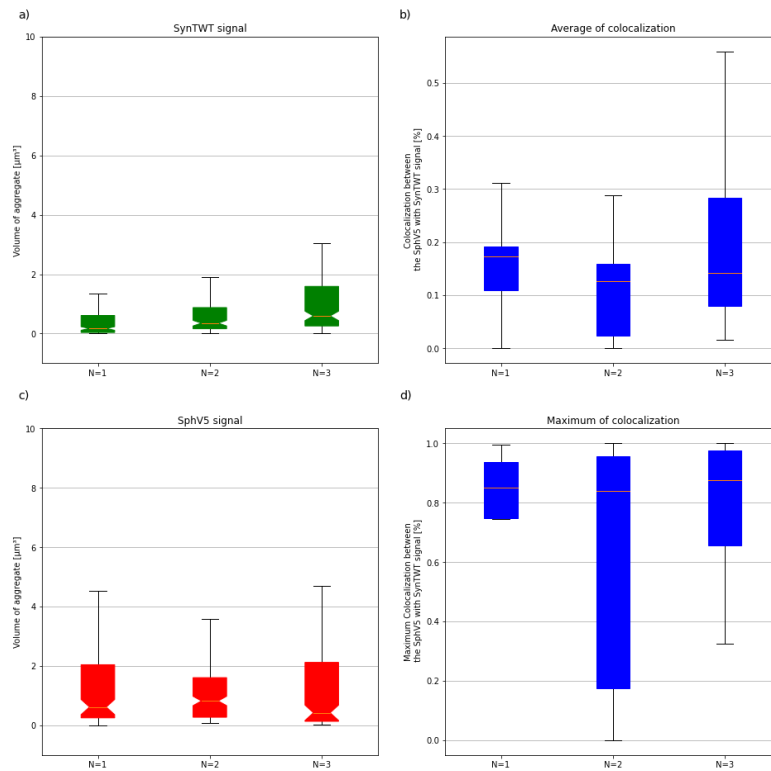 a)
SynTWT signal
Volume of aggregate [µm³]
10
8
6
4
2
0
N=1
N=2
N=3
b)
Average of colocalization
Colocalization between
the SphV5 with SynTWT signal [%]
0.5
0.4
0.3
0.2
0.1
0.0
N=1
N=2
N=3
c)
SphV5 signal
Volume of aggregate [µm³]
10
8
6
4
2
0
N=1
N=2
N=3
d)
Maximum of colocalization
Maximum Colocalization between
the SphV5 with SynTWT signal [%]
1.0
0.8
0.6
0.4
0.2
0.0
N=1
N=2
N=3